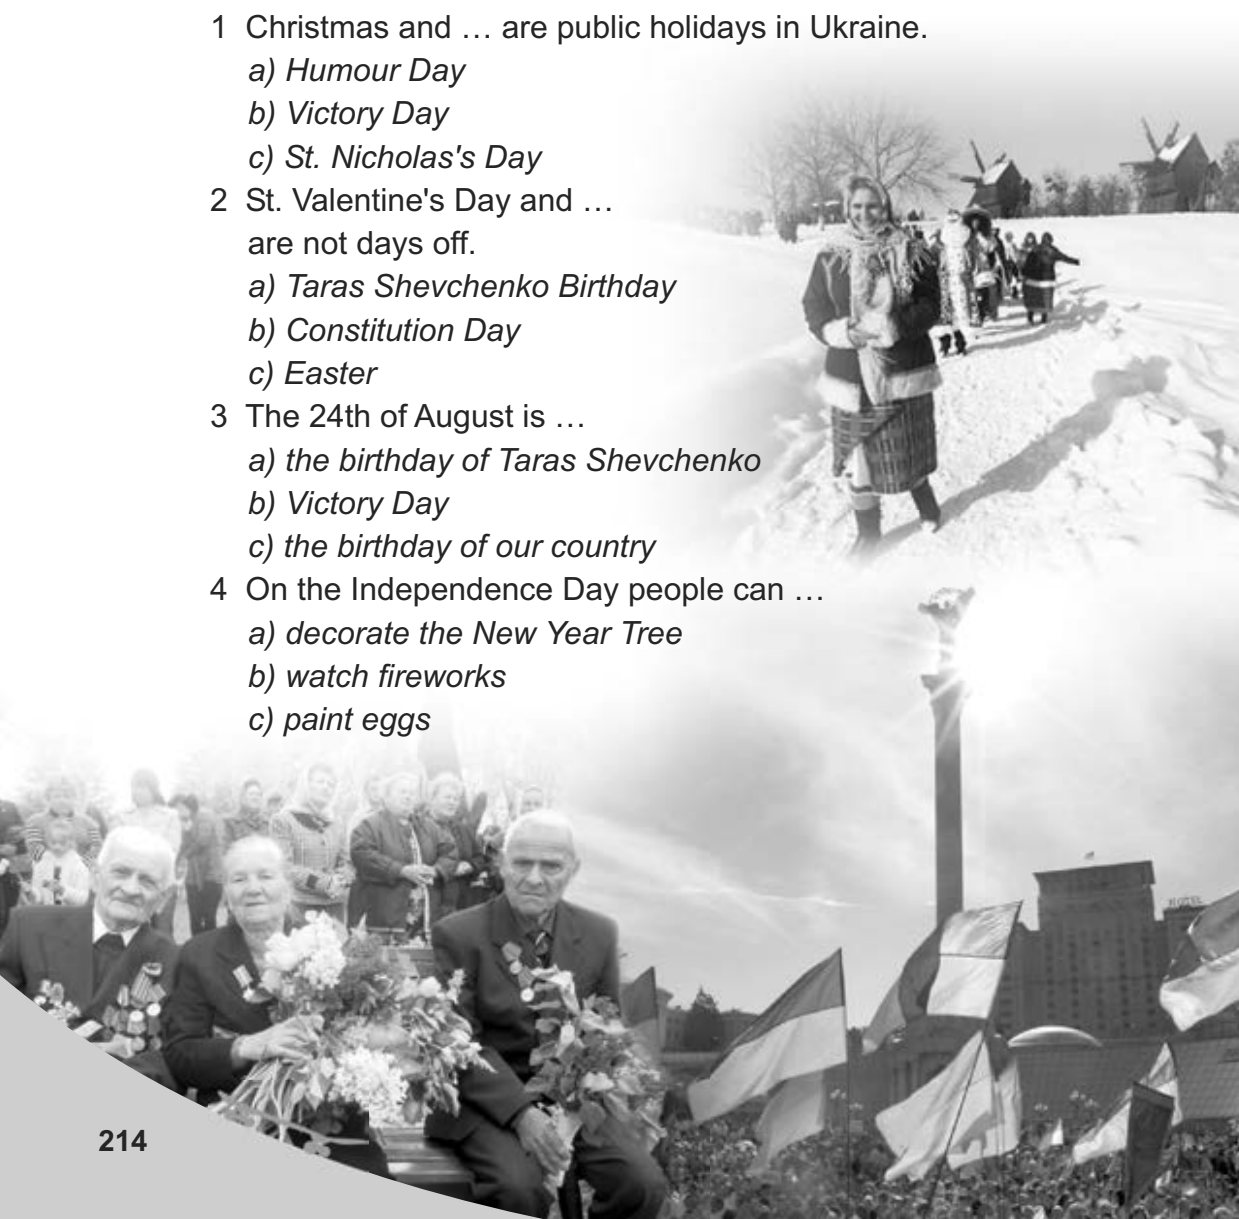 1 Christmas and … are public holidays in Ukraine.
a) Humour Day
b) Victory Day
c) St. Nicholas's Day
2 St. Valentine's Day and …
are not days off.
a) Taras Shevchenko Birthday
b) Constitution Day
c) Easter
3 The 24th of August is …
a) the birthday of Taras Shevchenko
b) Victory Day
c) the birthday of our country
4 On the Independence Day people can …
a) decorate the New Year Tree
b) watch fireworks
c) paint eggs
HOTEL
214